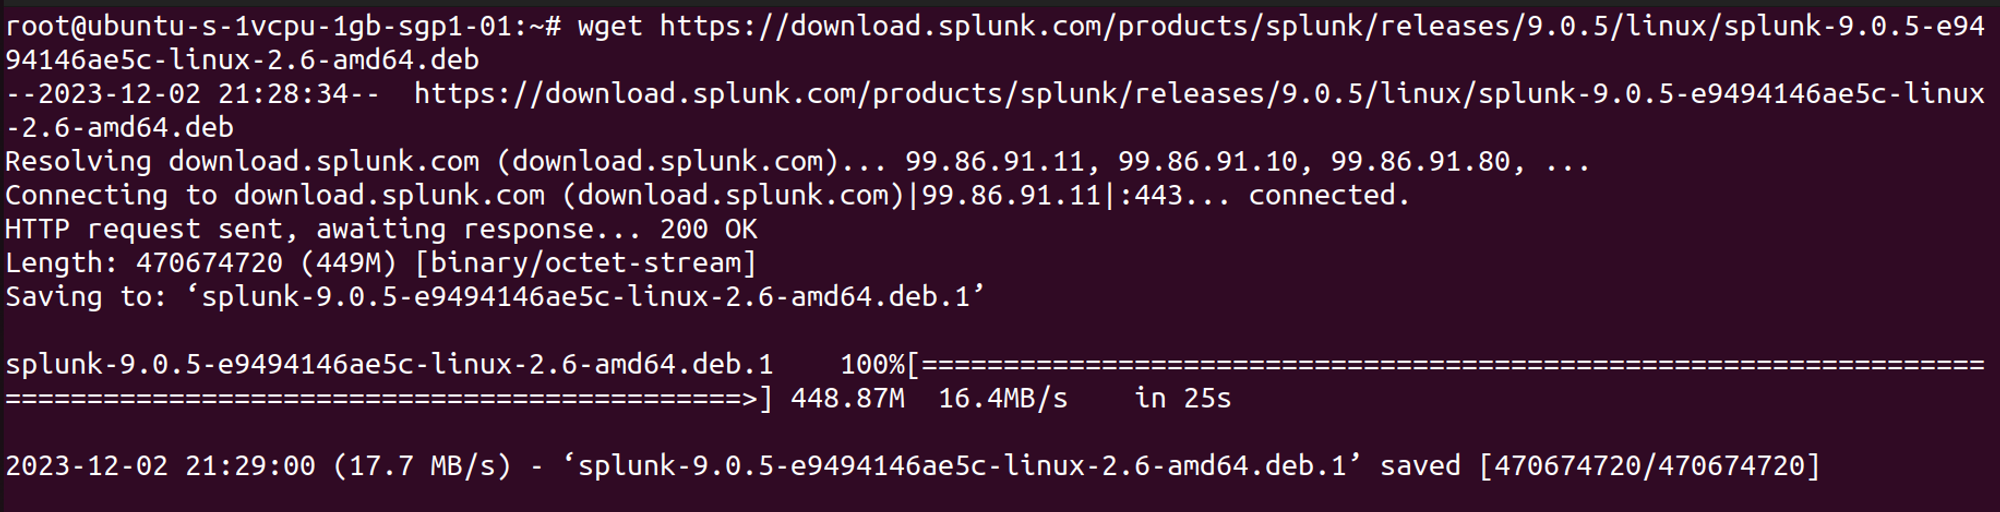 root@ubuntu-s-1vcpu-1gb-sgp1-01:~# wget https://download.splunk.com/products/splunk/releases/9.0.5/linux/splunk-9.0.5-e94
94146ae5c-linux-2.6-amd64.deb
--2023-12-02 21:28:34--  https://download.splunk.com/products/splunk/releases/9.0.5/linux/splunk-9.0.5-e9494146ae5c-linux
-2.6-amd64.deb
Resolving download.splunk.com (download.splunk.com)... 99.86.91.11, 99.86.91.10, 99.86.91.80, ...
Connecting to download.splunk.com (download.splunk.com)|99.86.91.11|:443... connected.
HTTP request sent, awaiting response... 200 OK
Length: 470674720 (449M) [binary/octet-stream]
Saving to: ‘splunk-9.0.5-e9494146ae5c-linux-2.6-amd64.deb.1’
splunk-9.0.5-e9494146ae5c-linux-2.6-amd64.deb.1    100%[=================================================================
=============================================>] 448.87M  16.4MB/s    in 25s
2023-12-02 21:29:00 (17.7 MB/s) - ‘splunk-9.0.5-e9494146ae5c-linux-2.6-amd64.deb.1’ saved [470674720/470674720]